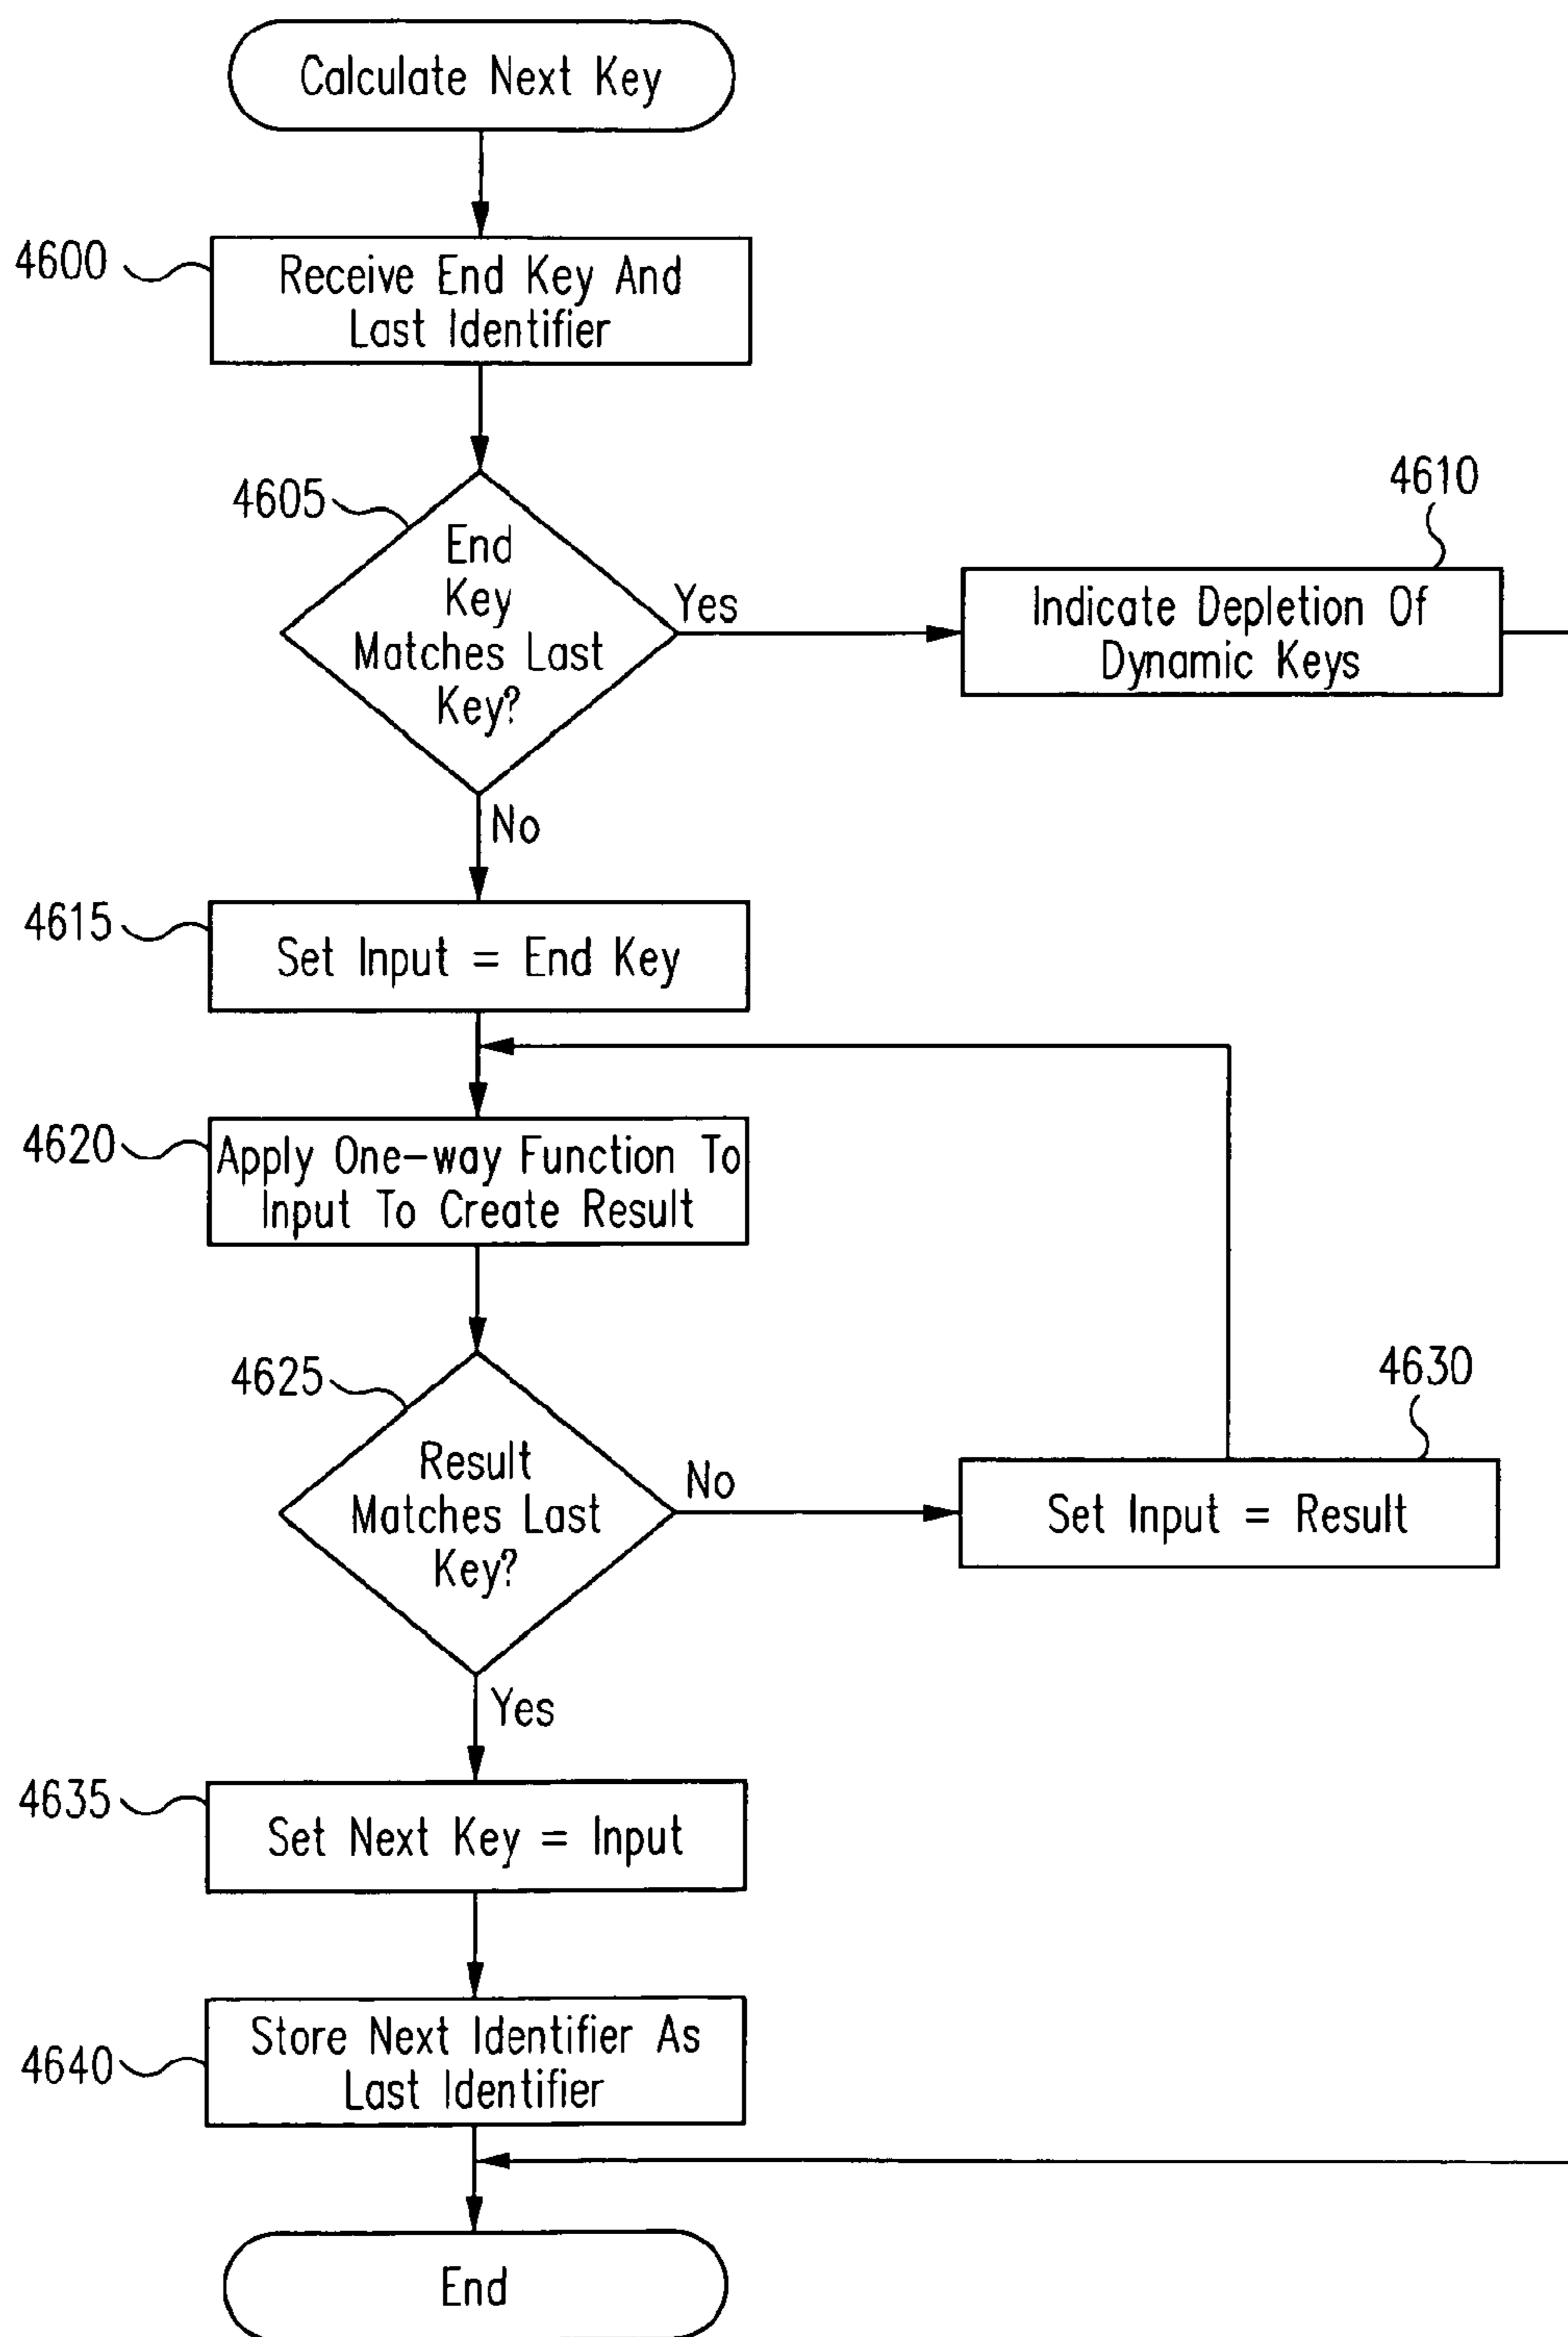 Calculate Next Key
4600
Receive End Key And
Last Identifier
4605
End
Key
Matches Last
Key?
Yes
4610
Indicate Depletion Of
Dynamic Keys
No
4615
Set Input = End Key
4620
Apply One-way Function To
Input To Create Result
4625
Result
Matches Last
Key?
No
4630
Set Input = Result
Yes
4635
Set Next Key = Input
4640
Store Next Identifier As
Last Identifier
End